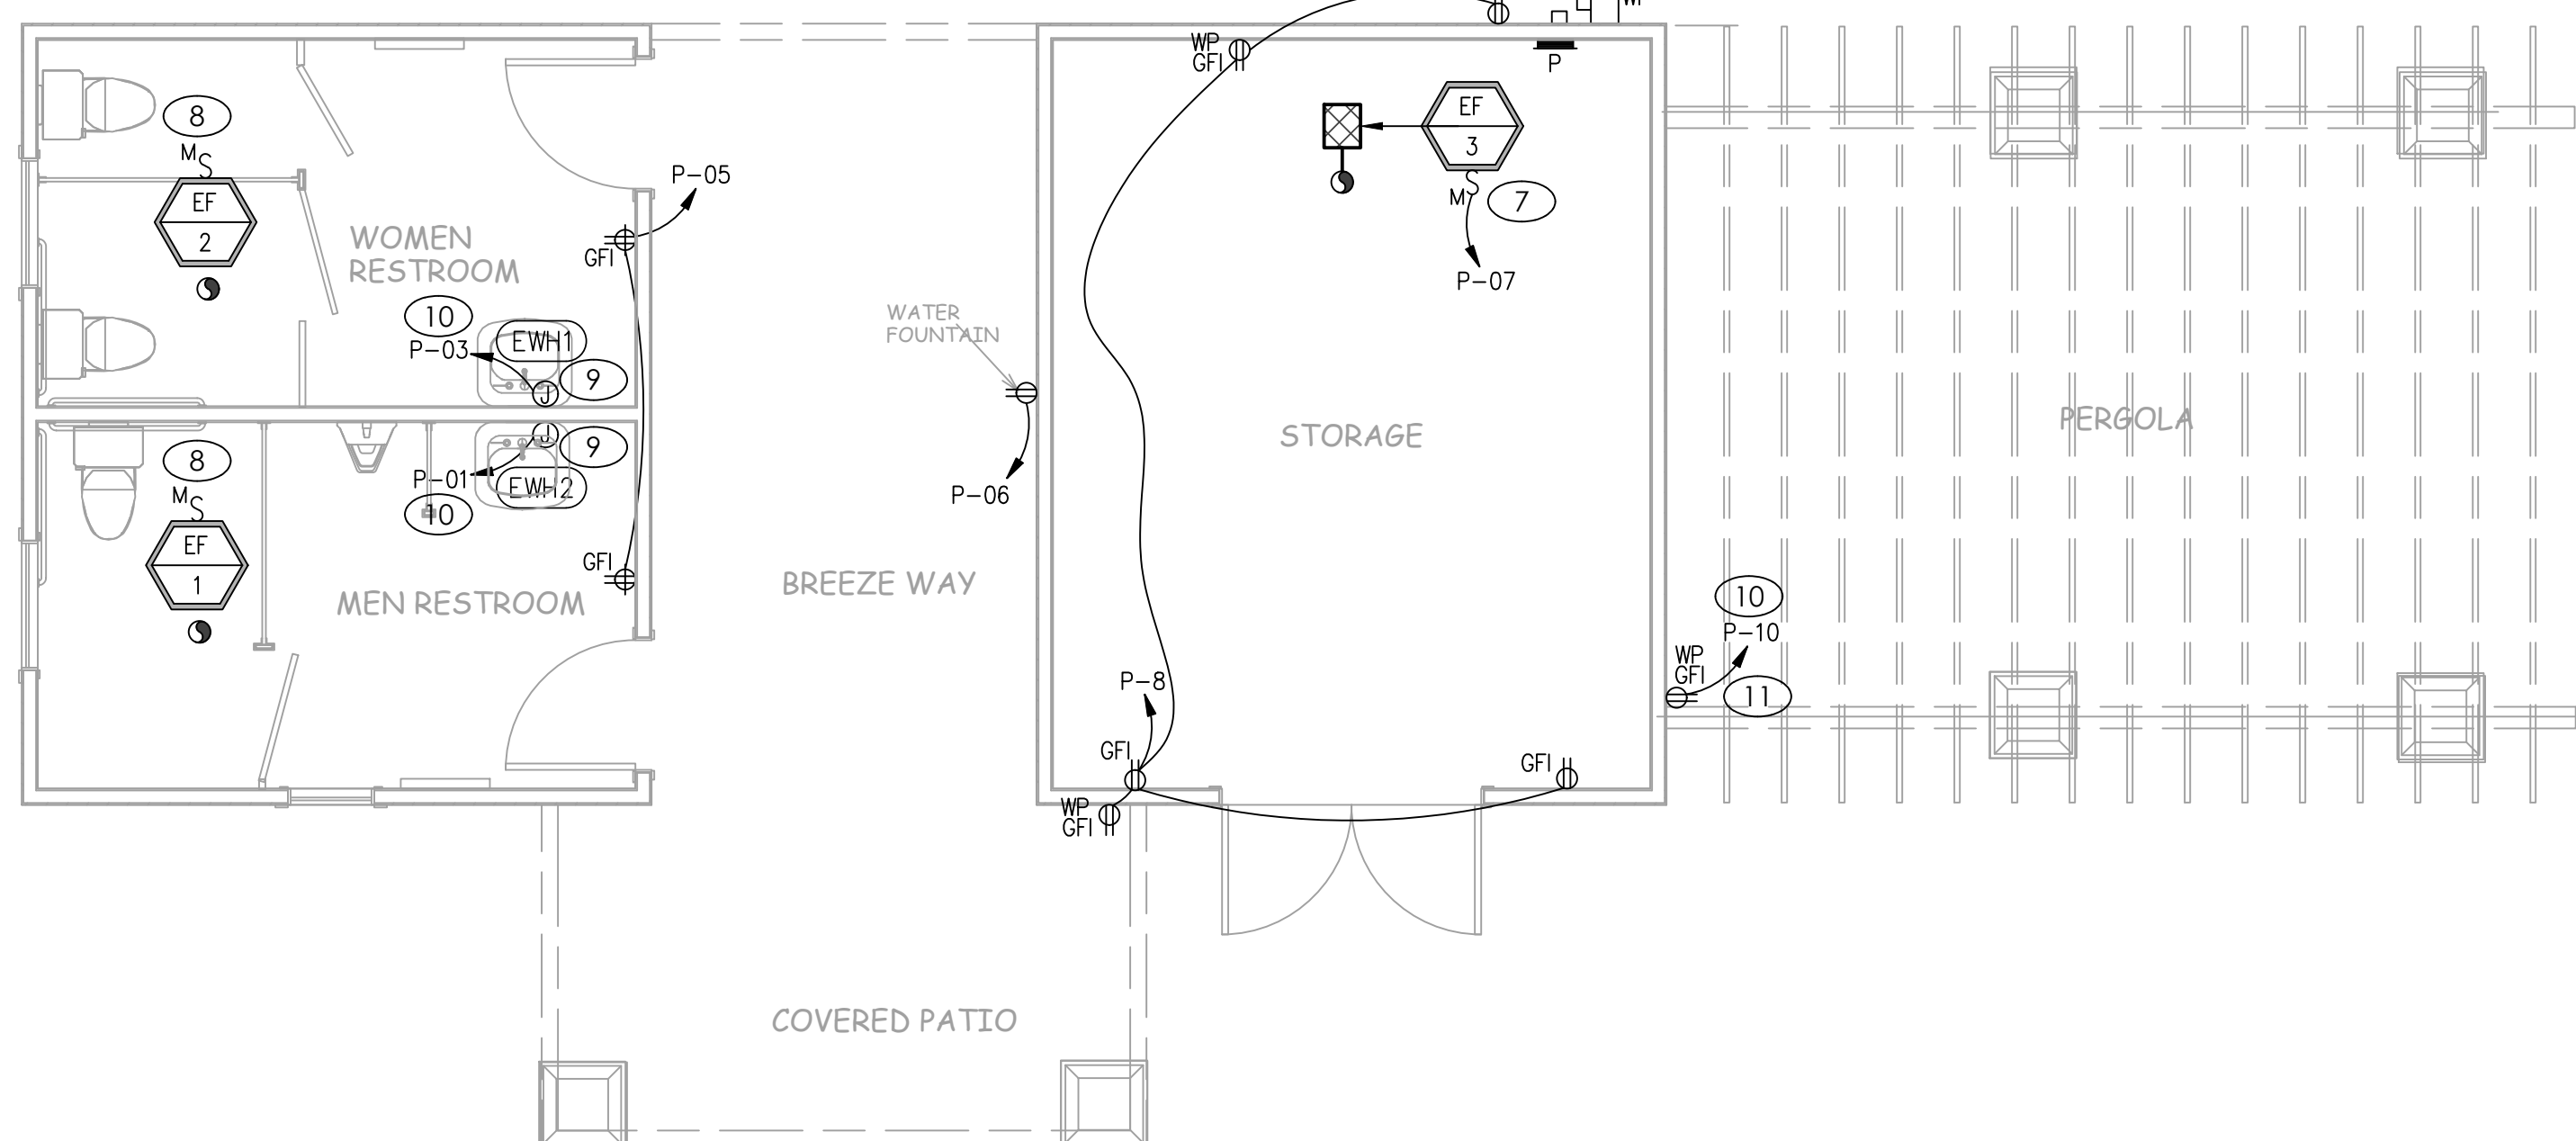 WP
GFI
P
8
M
S
EF
2
WOMEN
RESTROOM
P-05
GFI
10
P-03
EWH1
9
J
EF
3
S
M
7
P-07
WATER
FOUNTAIN
P-06
STORAGE
PERGOLA
8
M
S
EF
1
J
9
P-01
EWH2
10
GFI
MEN RESTROOM
BREEZE WAY
10
P-10
WP
GFI
11
P-8
GFI
GFI
WP
GFI
COVERED PATIO